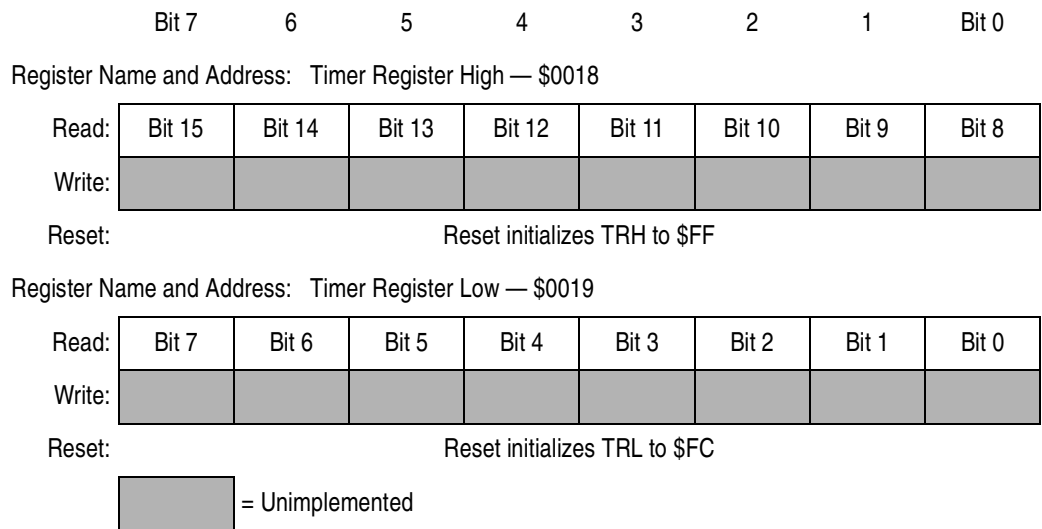 Bit 7 6 5 4 3 2 1 Bit 0
Register Name and Address: Timer Register High — $0018
Read: Bit 15 Bit 14 Bit 13 Bit 12 Bit 11 Bit 10 Bit 9 Bit 8
Write:
Reset: Reset initializes TRH to $FF
Register Name and Address: Timer Register Low — $0019
Read: Bit 7 Bit 6 Bit 5 Bit 4 Bit 3 Bit 2 Bit 1 Bit 0
Write:
Reset: Reset initializes TRL to $FC
= Unimplemented